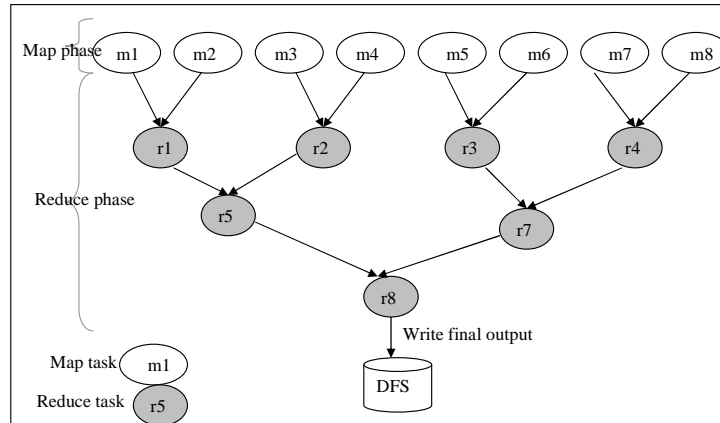 Map phase
m1 m2 m3 m4 m5 m6 m7 m8
r1 r2 r3 r4
Reduce phase
r5 r7
r8
Write final output
Map task m1
DFS
Reduce task r5